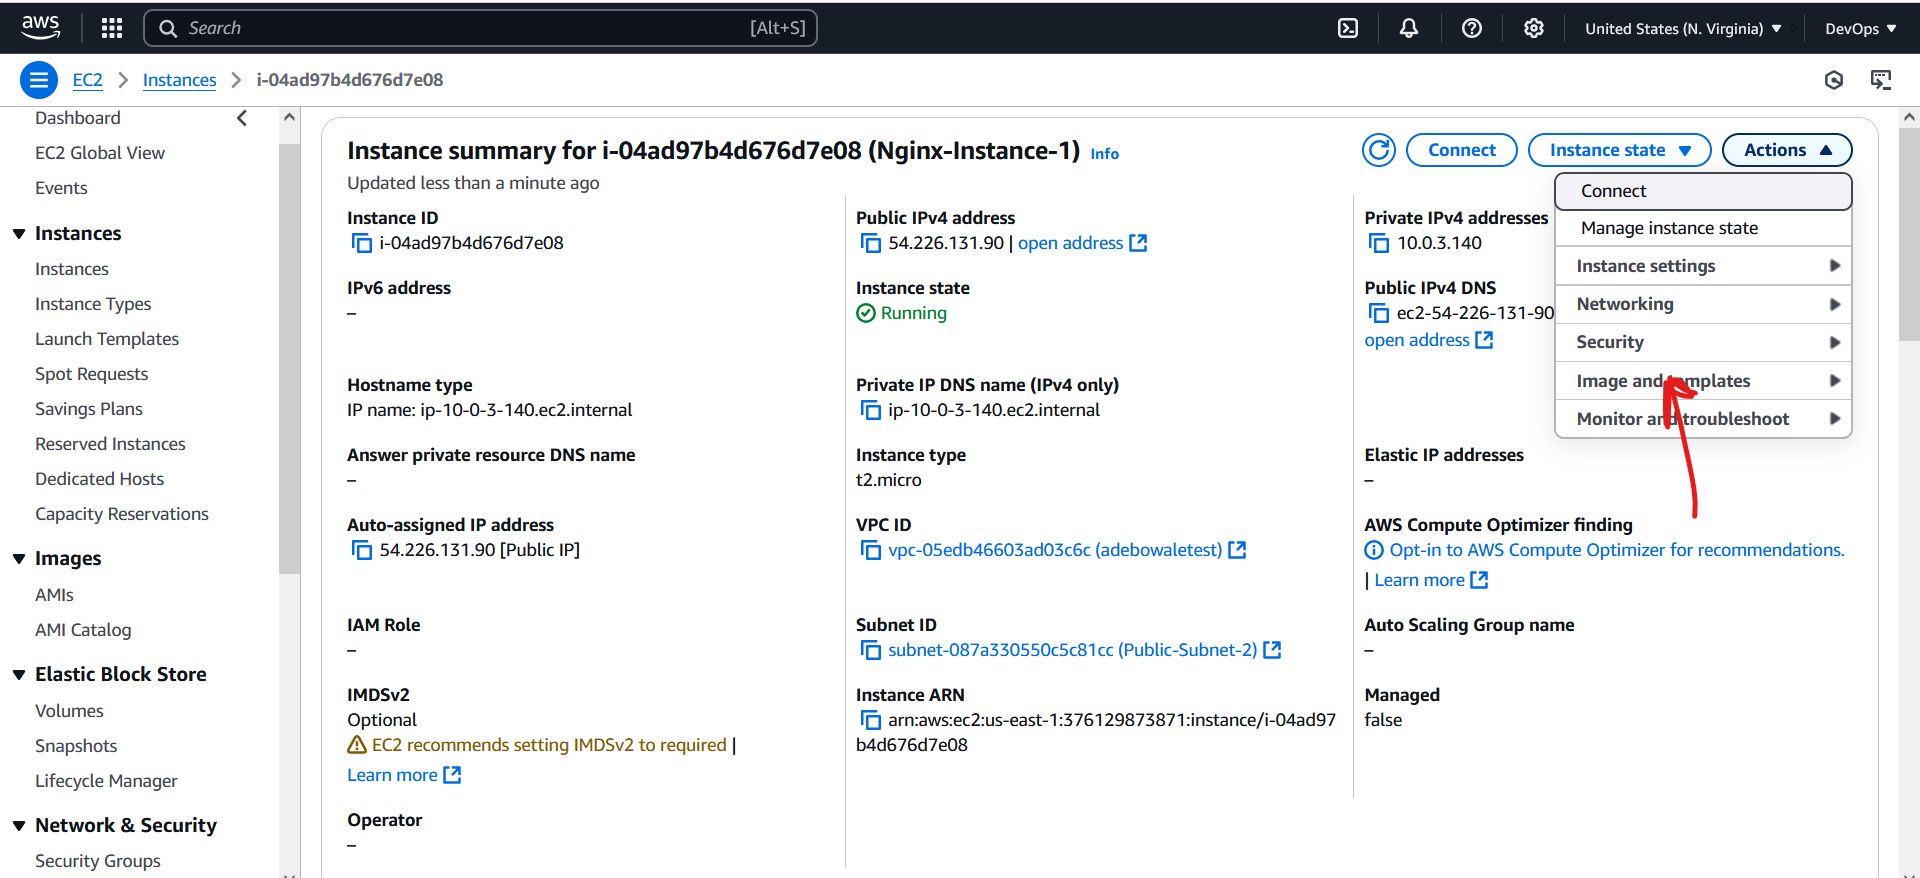 aws
Search [Alt+S]
United States (N. Virginia)
DevOps
EC2 Instances i-04ad97b4d676d7e08
Dashboard
EC2 Global View
Events
Instances
Instances
Instance Types
Launch Templates
Spot Requests
Savings Plans
Reserved Instances
Dedicated Hosts
Capacity Reservations
Images
AMIs
AMI Catalog
Elastic Block Store
Volumes
Snapshots
Lifecycle Manager
Network & Security
Security Groups
Instance summary for i-04ad97b4d676d7e08 (Nginx-Instance-1) Info
Updated less than a minute ago
Connect
Instance state
Actions
Connect
Manage instance state
Instance settings
Networking
Security
Image and templates
Monitor and troubleshoot
Instance ID
i-04ad97b4d676d7e08
Public IPv4 address
54.226.131.90 | open address
Private IPv4 addresses
10.0.3.140
IPv6 address
–
Instance state
Running
Public IPv4 DNS
ec2-54-226-131-90
open address
Hostname type
IP name: ip-10-0-3-140.ec2.internal
Private IP DNS name (IPv4 only)
ip-10-0-3-140.ec2.internal
Answer private resource DNS name
–
Instance type
t2.micro
Elastic IP addresses
–
Auto-assigned IP address
54.226.131.90 [Public IP]
VPC ID
vpc-05edb46603ad03c6c (adebowaletest)
AWS Compute Optimizer finding
Opt-in to AWS Compute Optimizer for recommendations.
| Learn more
IAM Role
–
Subnet ID
subnet-087a330550c5c81cc (Public-Subnet-2)
Auto Scaling Group name
–
IMDSv2
Optional
EC2 recommends setting IMDSv2 to required |
Learn more
Instance ARN
arn:aws:ec2:us-east-1:376129873871:instance/i-04ad97
b4d676d7e08
Managed
false
Operator
–